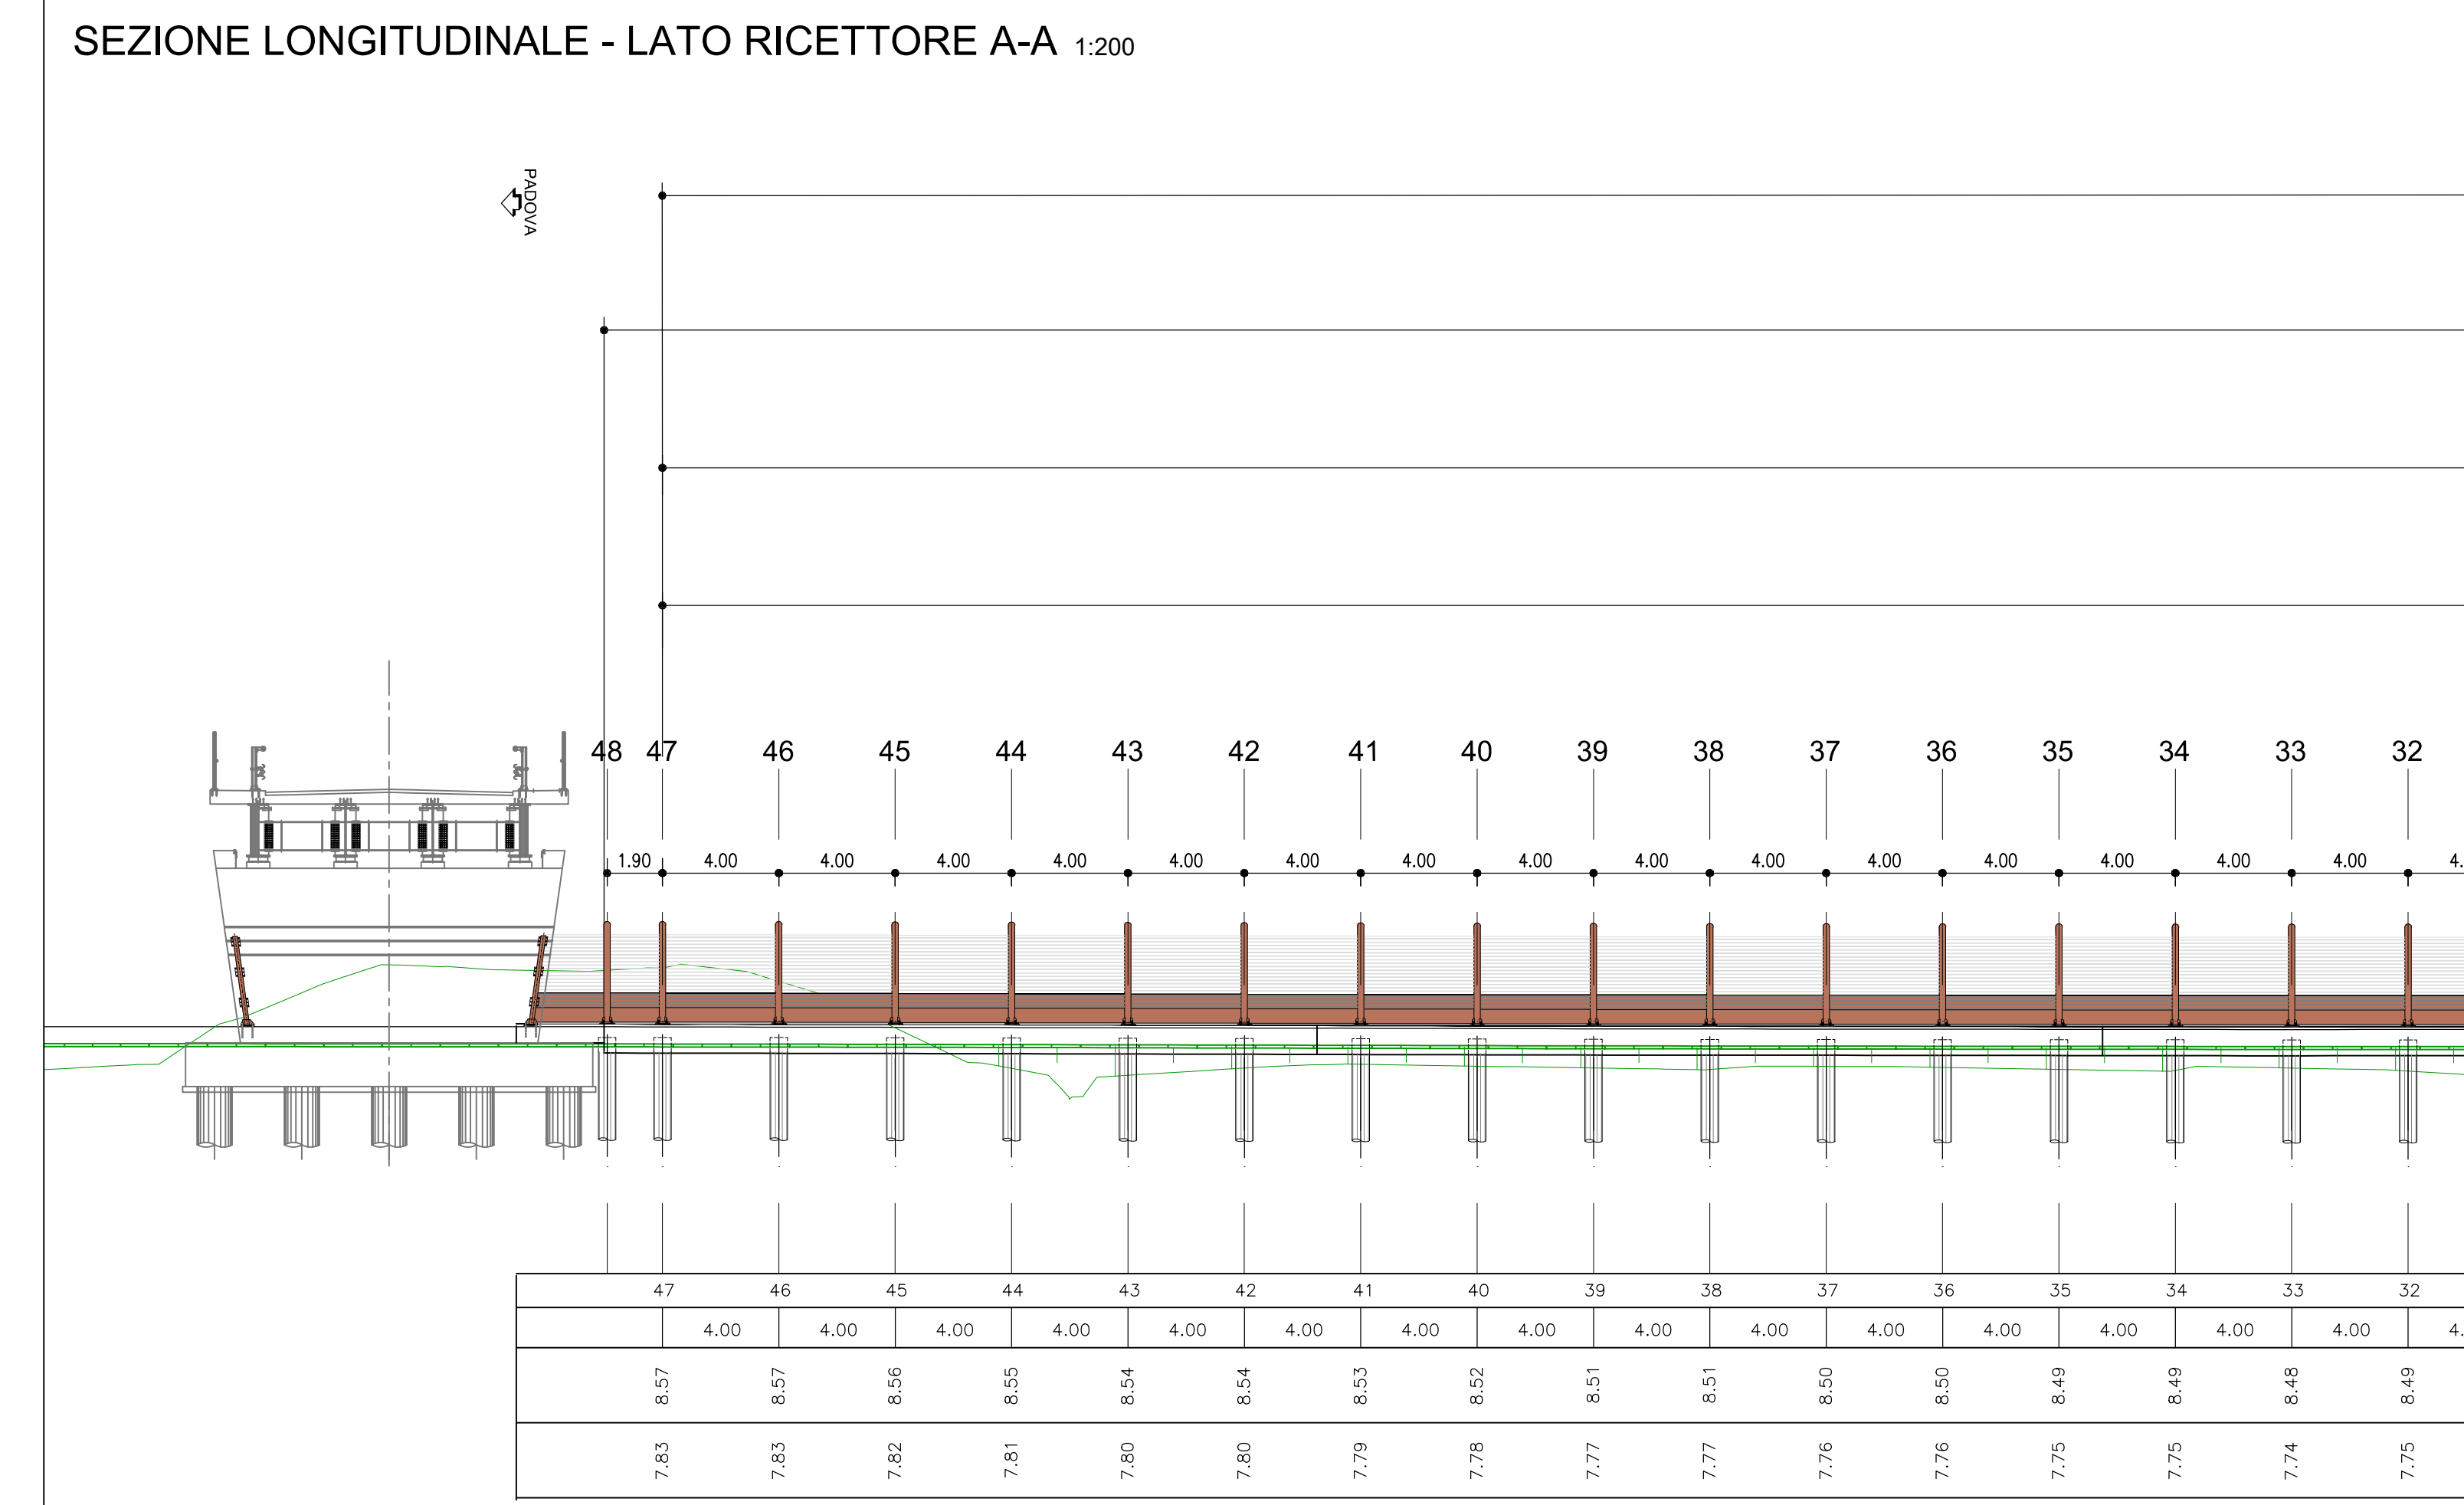 SEZIONE LONGITUDINALE - LATO RICETTORE A-A 1:200
PADOVA
48 47 46 45 44 43 42 41 40 39 38 37 36 35 34 33 32
1.90 4.00 4.00 4.00 4.00 4.00 4.00 4.00 4.00 4.00 4.00 4.00 4.00 4.00 4.00 4.00 4.
47 46 45 44 43 42 41 40 39 38 37 36 35 34 33 32
4.00 4.00 4.00 4.00 4.00 4.00 4.00 4.00 4.00 4.00 4.00 4.00 4.00 4.00 4.00 4.
8.57 8.57 8.56 8.55 8.54 8.54 8.53 8.52 8.51 8.51 8.50 8.50 8.49 8.49 8.48 8.49
7.83 7.83 7.82 7.81 7.80 7.80 7.79 7.78 7.77 7.77 7.76 7.76 7.75 7.75 7.74 7.75